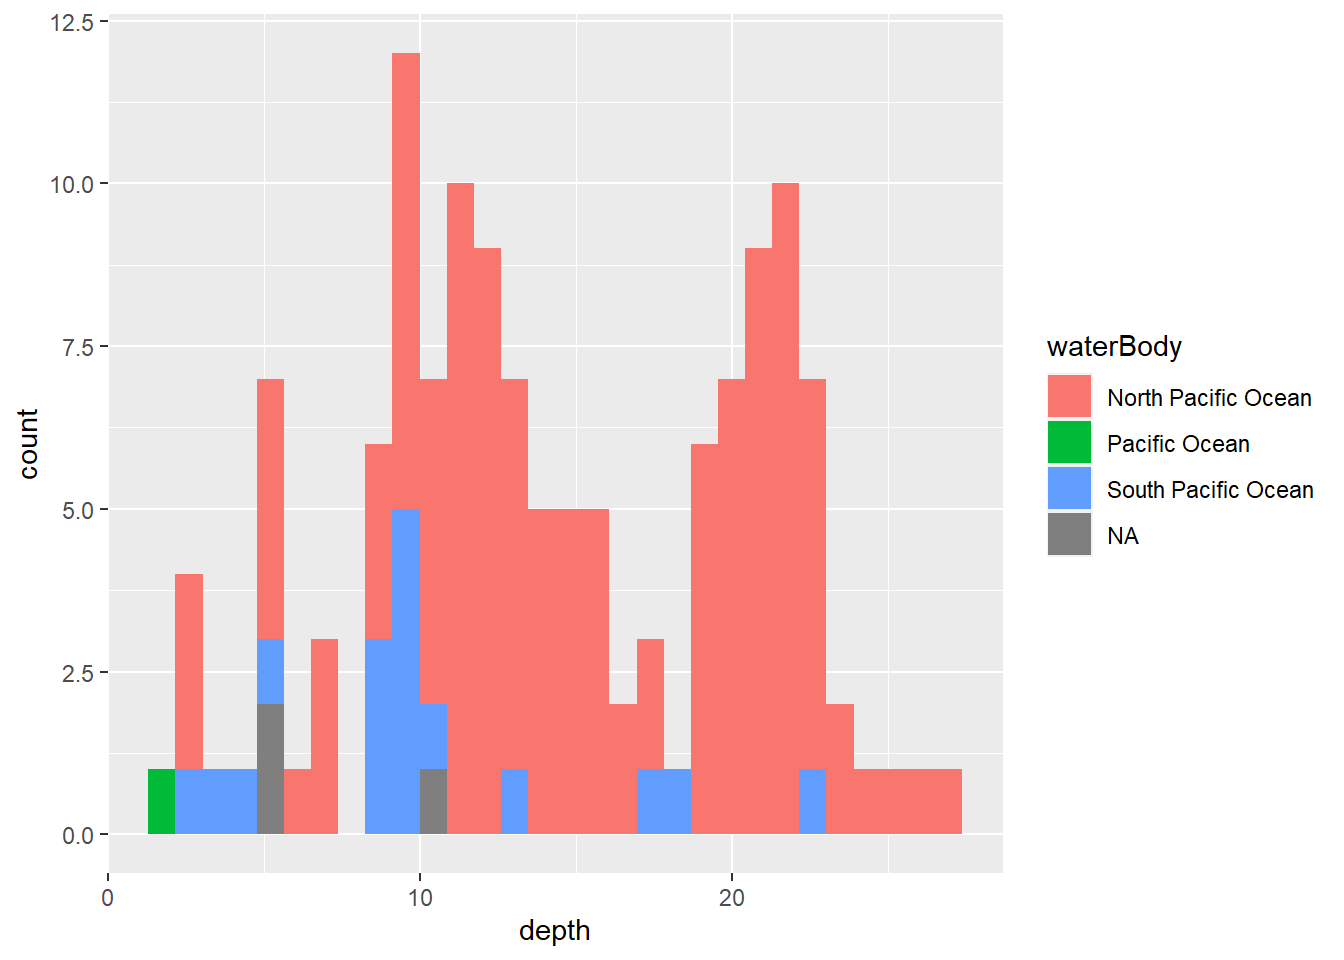 12.5
10.0
7.5
5.0
2.5
0.0
count
0
10
20
depth
waterBody
North Pacific Ocean
Pacific Ocean
South Pacific Ocean
NA